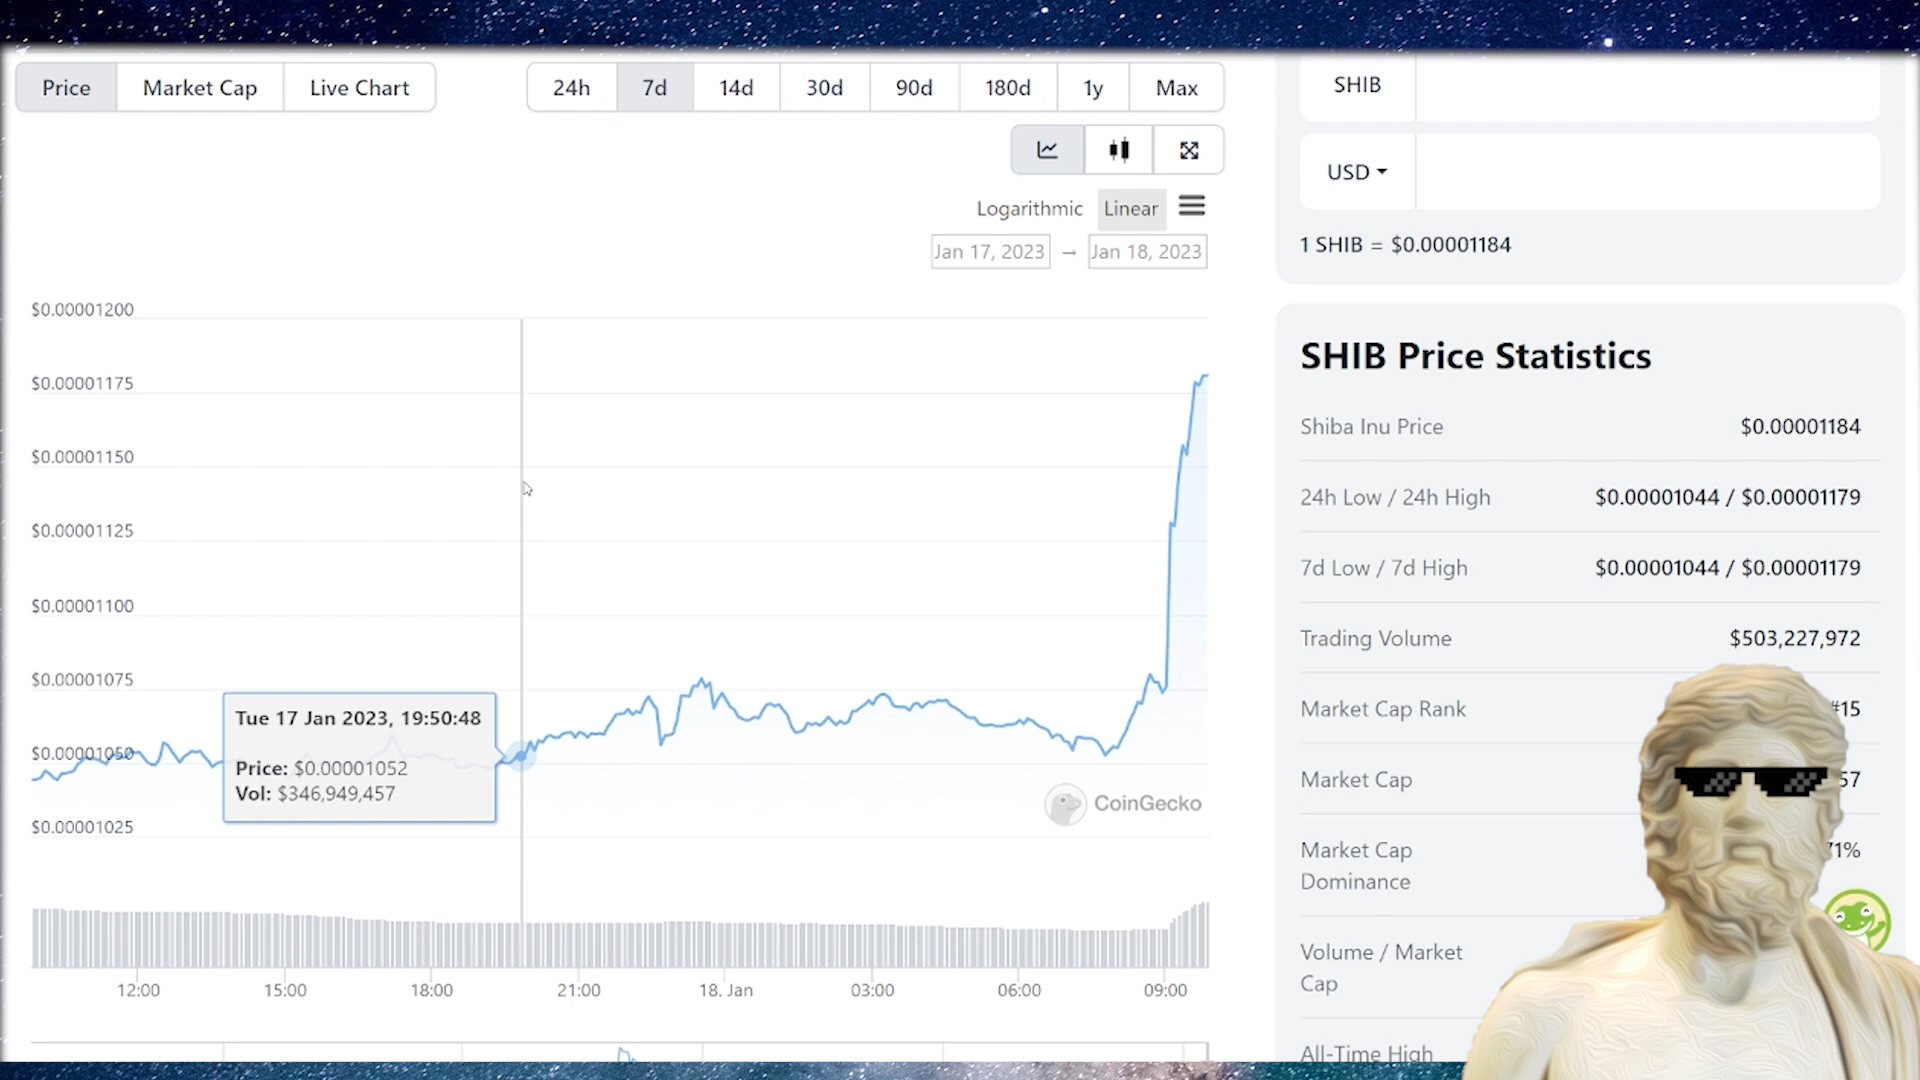 Price Market Cap Live Chart
24h 7d 14d 30d 90d 180d 1y Max
Logarithmic Linear
Jan 17, 2023 → Jan 18, 2023
$0.00001200
$0.00001175
$0.00001150
$0.00001125
$0.00001100
$0.00001075
$0.00001050
$0.00001025
Tue 17 Jan 2023, 19:50:48
Price: $0.00001052
Vol: $346,949,457
CoinGecko
12:00 15:00 18:00 21:00 18. Jan 03:00 06:00 09:00
SHIB
USD
1 SHIB = $0.00001184
SHIB Price Statistics
Shiba Inu Price $0.00001184
24h Low / 24h High $0.00001044 / $0.00001179
7d Low / 7d High $0.00001044 / $0.00001179
Trading Volume $503,227,972
Market Cap Rank #15
Market Cap 57
Market Cap 71%
Dominance
Volume / Market
Cap
All-Time High